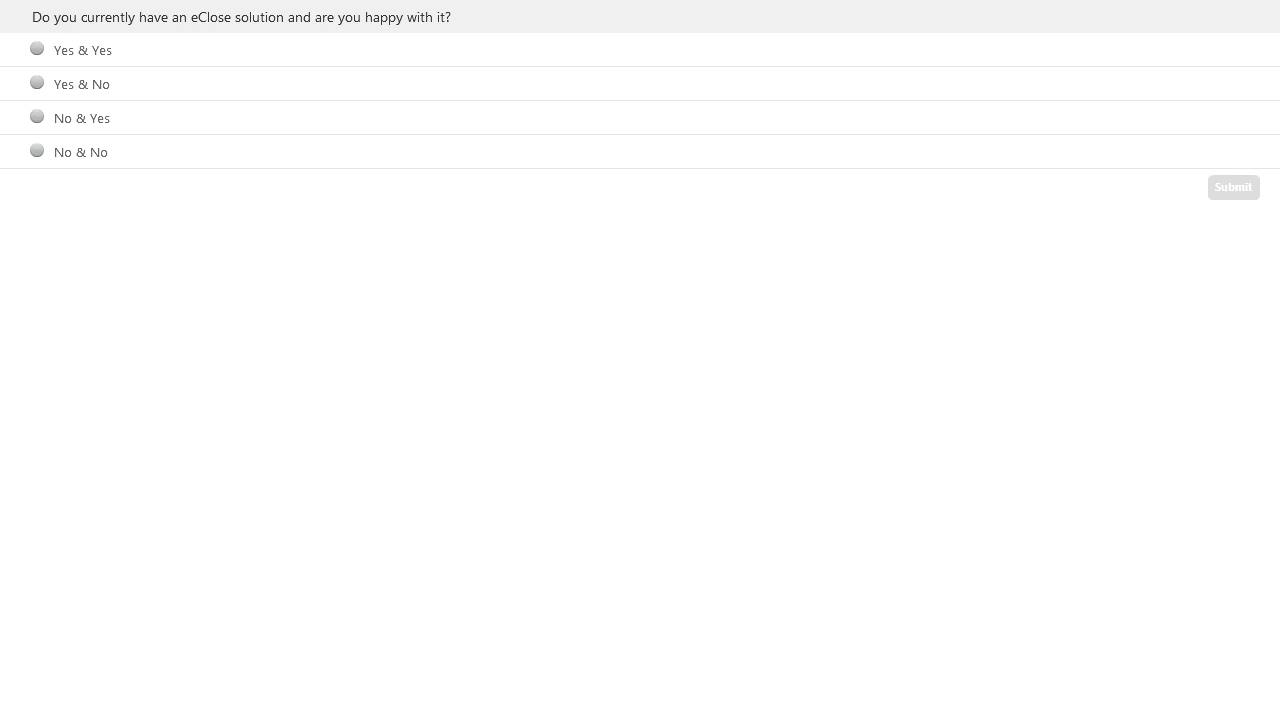 Do you currently have an eClose solution and are you happy with it?
Yes & Yes
Yes & No
No & Yes
No & No
Submit